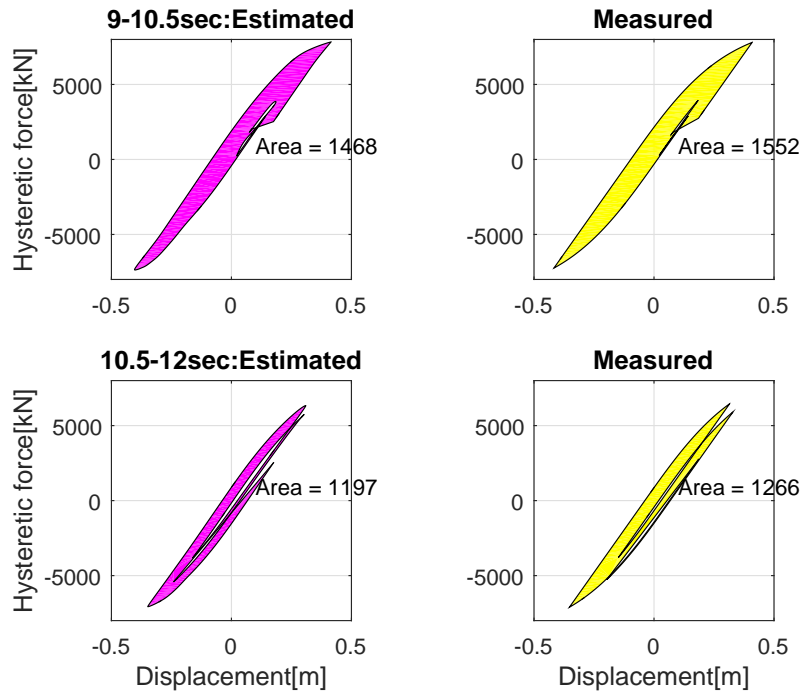 9-10.5sec:Estimated
Measured
Hysteretic force[kN]
5000
0
-5000
-0.5
0
0.5
Area = 1468
5000
0
-5000
-0.5
0
0.5
Area = 1552
10.5-12sec:Estimated
Measured
Hysteretic force[kN]
5000
0
-5000
-0.5
0
0.5
Area = 1197
Displacement[m]
5000
0
-5000
-0.5
0
0.5
Area = 1266
Displacement[m]